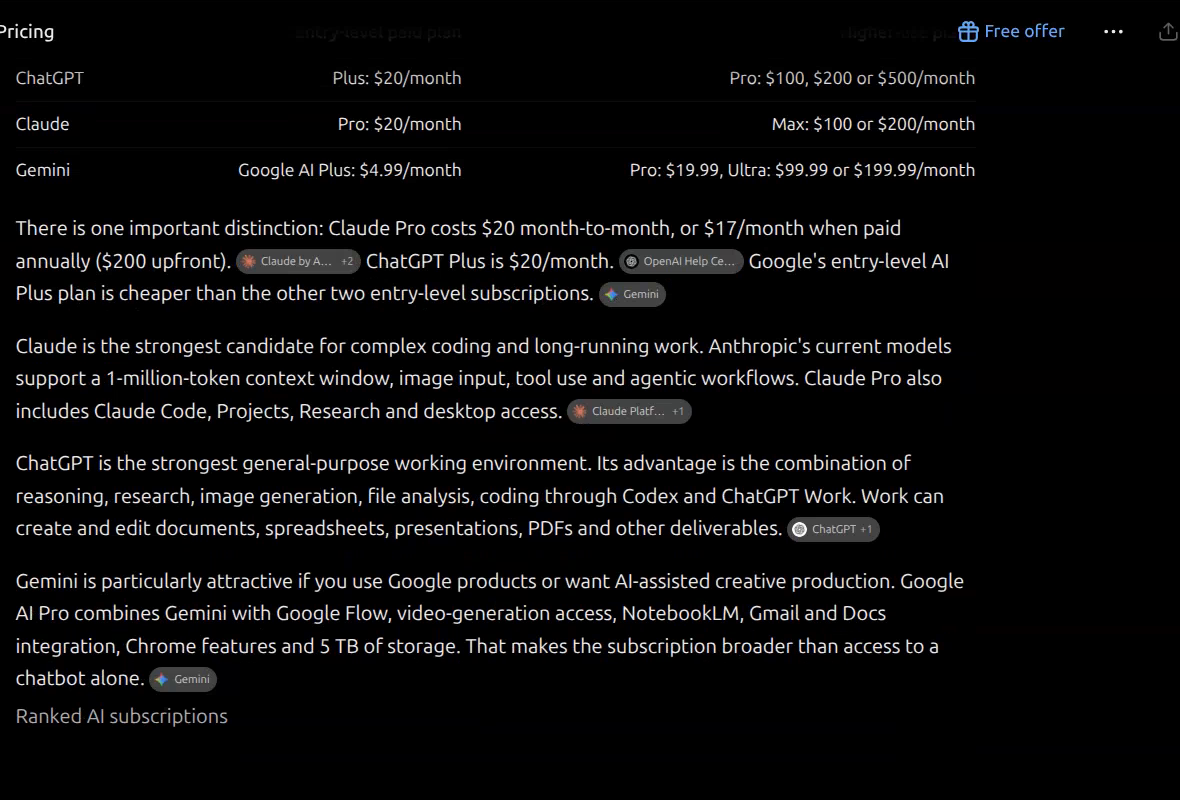 Pricing
Entry-level paid plan
Free offer
ChatGPT Plus: $20/month Pro: $100, $200 or $500/month
Claude Pro: $20/month Max: $100 or $200/month
Gemini Google AI Plus: $4.99/month Pro: $19.99, Ultra: $99.99 or $199.99/month
There is one important distinction: Claude Pro costs $20 month-to-month, or $17/month when paid
annually ($200 upfront). Claude by A... +2 ChatGPT Plus is $20/month. OpenAI Help Ce... Google's entry-level AI
Plus plan is cheaper than the other two entry-level subscriptions. Gemini
Claude is the strongest candidate for complex coding and long-running work. Anthropic's current models
support a 1-million-token context window, image input, tool use and agentic workflows. Claude Pro also
includes Claude Code, Projects, Research and desktop access. Claude Platf... +1
ChatGPT is the strongest general-purpose working environment. Its advantage is the combination of
reasoning, research, image generation, file analysis, coding through Codex and ChatGPT Work. Work can
create and edit documents, spreadsheets, presentations, PDFs and other deliverables. ChatGPT +1
Gemini is particularly attractive if you use Google products or want AI-assisted creative production. Google
AI Pro combines Gemini with Google Flow, video-generation access, NotebookLM, Gmail and Docs
integration, Chrome features and 5 TB of storage. That makes the subscription broader than access to a
chatbot alone. Gemini
Ranked AI subscriptions